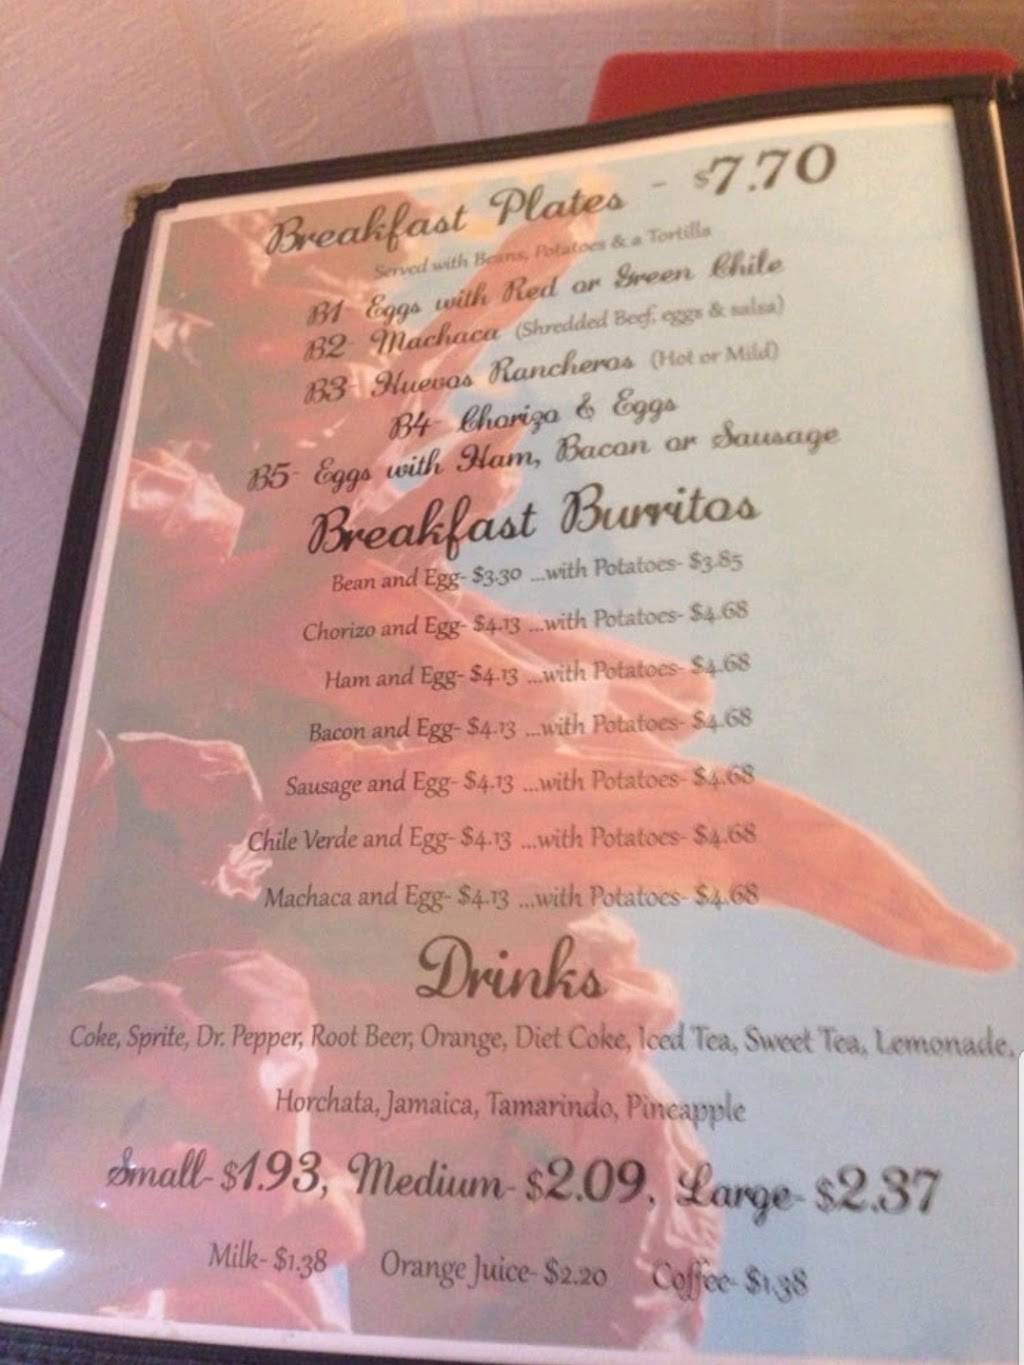 Breakfast Plates - $7.70
Served with Beans, Potatoes & a Tortilla
B1- Eggs with Red or Green Chile
B2- Machaca (Shredded Beef, eggs & salsa)
B3- Huevos Rancheros (Hot or Mild)
B4- Chorizo & Eggs
B5- Eggs with Ham, Bacon or Sausage
Breakfast Burritos
Bean and Egg- $3.30 ...with Potatoes- $3.85
Chorizo and Egg- $4.13 ...with Potatoes- $4.68
Ham and Egg- $4.13 ...with Potatoes- $4.68
Bacon and Egg- $4.13 ...with Potatoes- $4.68
Sausage and Egg- $4.13 ...with Potatoes- $4.68
Chile Verde and Egg- $4.13 ...with Potatoes- $4.68
Machaca and Egg- $4.13 ...with Potatoes- $4.68
Drinks
Coke, Sprite, Dr. Pepper, Root Beer, Orange, Diet Coke, Iced Tea, Sweet Tea, Lemonade,
Horchata, Jamaica, Tamarindo, Pineapple
Small- $1.93, Medium- $2.09, Large- $2.37
Milk- $1.38 Orange Juice- $2.20 Coffee- $1.38